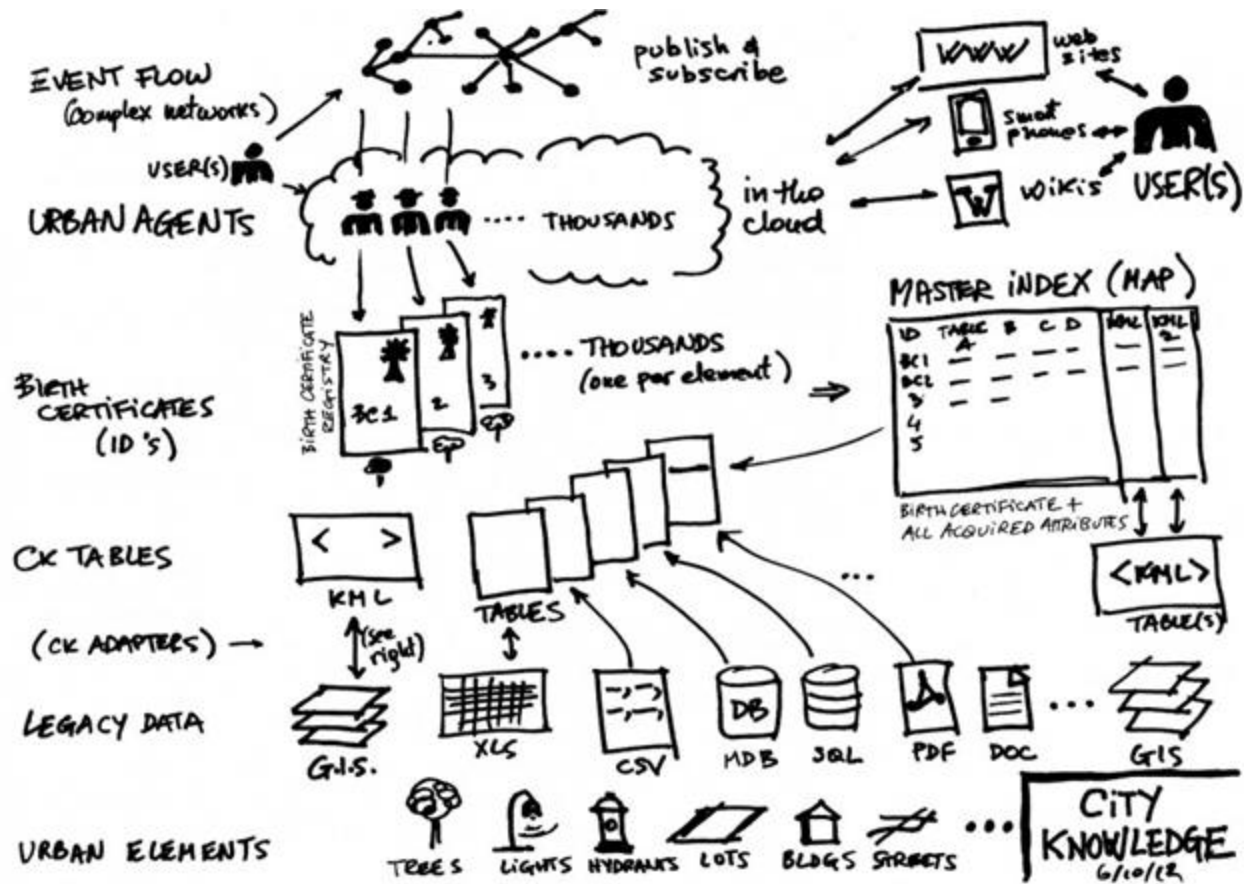 EVENT FLOW
(complex networks)
publish &
subscribe
WWW
web
sites
smart
phones
W
wikis
USER(S)
USER(S)
URBAN AGENTS
.... THOUSANDS
in the
cloud
BIRTH
CERTIFICATES
(ID'S)
BIRTH CERTIFICATE
REGISTRY
BC1
2
3
.... THOUSANDS
(one per element)
MASTER INDEX (MAP)
ID TABLE A B C D KML KML 2
BC1
BC2
3
4
5
BIRTH CERTIFICATE +
ALL ACQUIRED ATTRIBUTES
<KML>
TABLE(S)
CK TABLES
< >
KML
TABLES
...
(CK ADAPTERS)
(see
right)
LEGACY DATA
G.I.S.
XLS
CSV
DB
MDB
SQL
PDF
DOC
...
GIS
URBAN ELEMENTS
TREES
LIGHTS
HYDRANTS
LOTS
BLDGS
STREETS
...
CITY
KNOWLEDGE
6/10/12